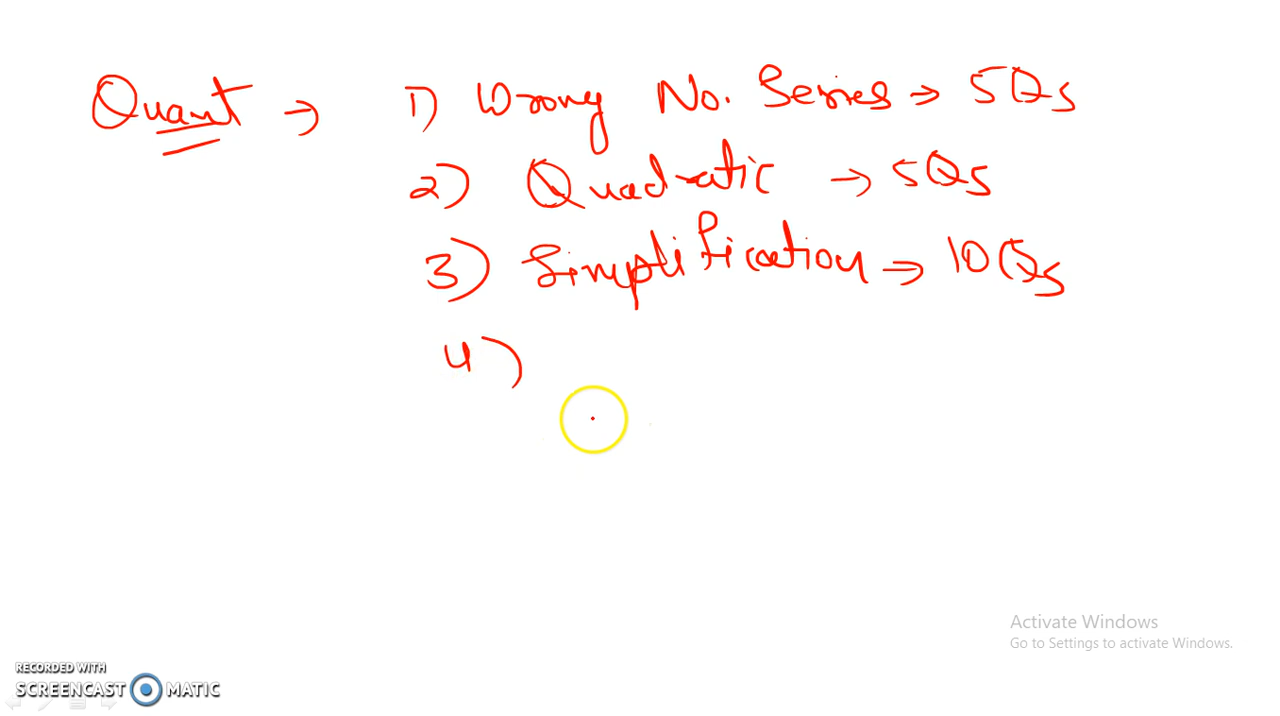 Quant → 1) Wrong No. Series → 5Qs
2) Quadratic → 5Qs
3) Simplification → 10Qs
4)
Activate Windows
Go to Settings to activate Windows.
RECORDED WITH
SCREENCAST MATIC